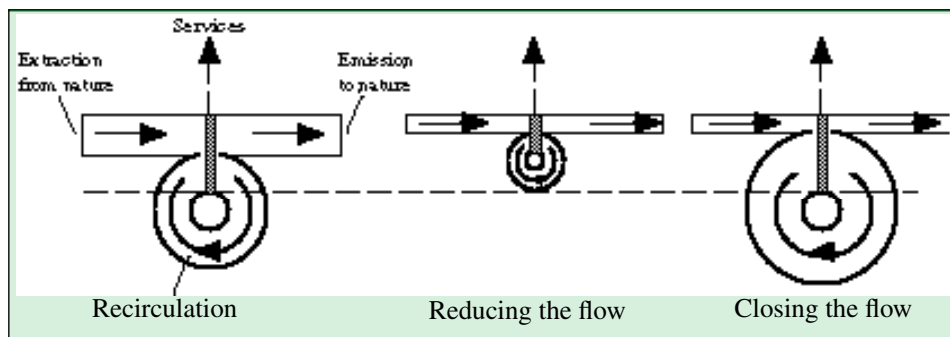 Services
Extraction
from nature
Emission
to nature
Recirculation
Reducing the flow
Closing the flow